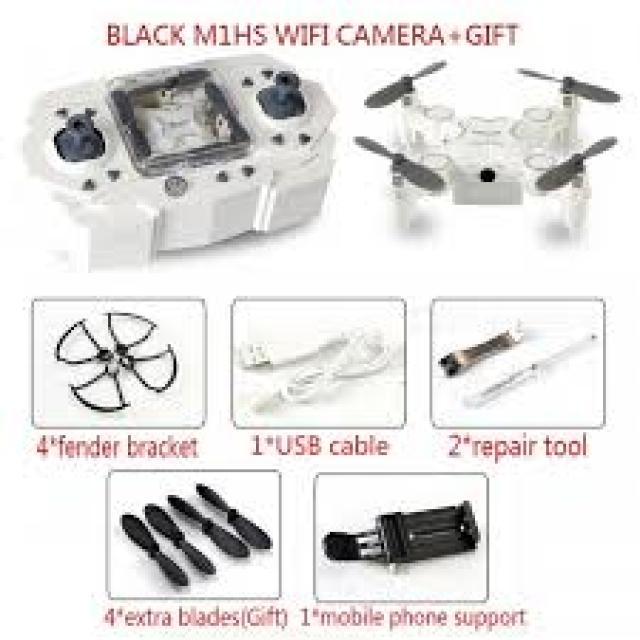 BLACK M1HS WIFI CAMERA+GIFT
4*fender bracket
1*USB cable
2*repair tool
4*extra blades(Gift)
1*mobile phone support